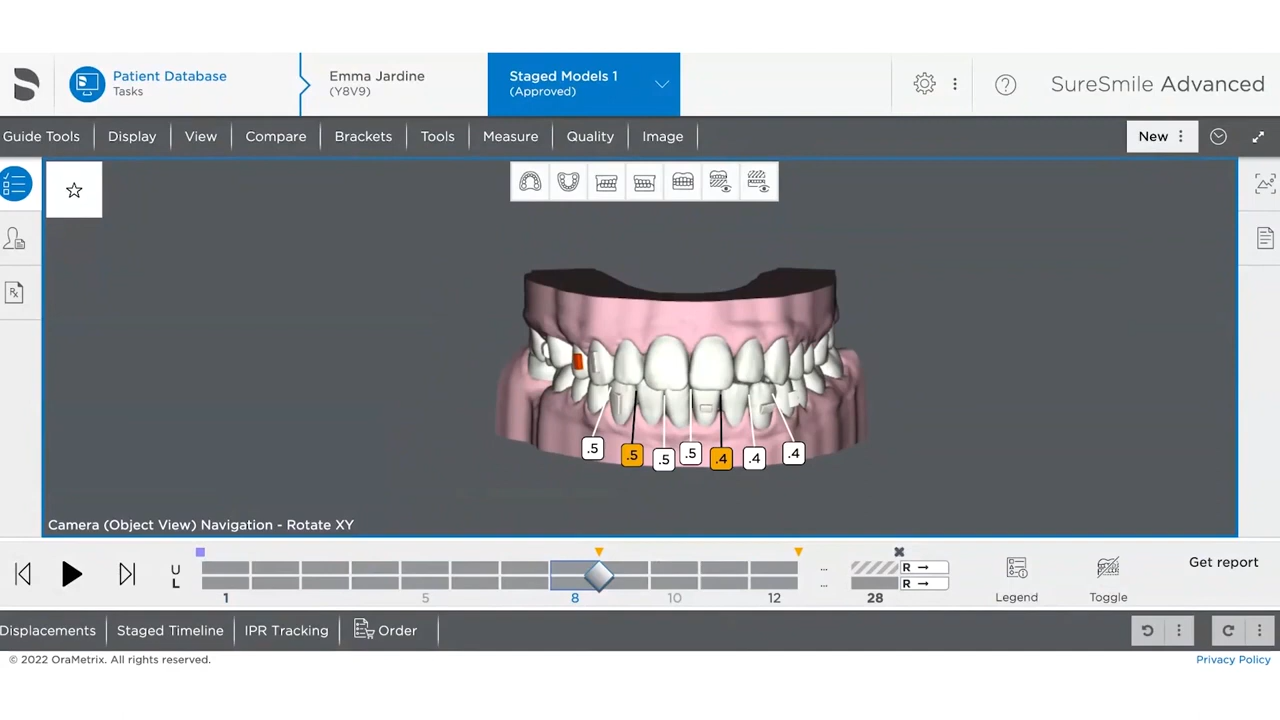 Patient Database
Tasks
Emma Jardine
(Y8V9)
Staged Models 1
(Approved)
SureSmile Advanced
Guide Tools
Display
View
Compare
Brackets
Tools
Measure
Quality
Image
New
.5
.5
.5
.5
.4
.4
.4
Camera (Object View) Navigation - Rotate XY
U
L
R
R
...
...
1
5
8
10
12
28
Legend
Toggle
Get report
Displacements
Staged Timeline
IPR Tracking
Order
© 2022 OraMetrix. All rights reserved.
Privacy Policy